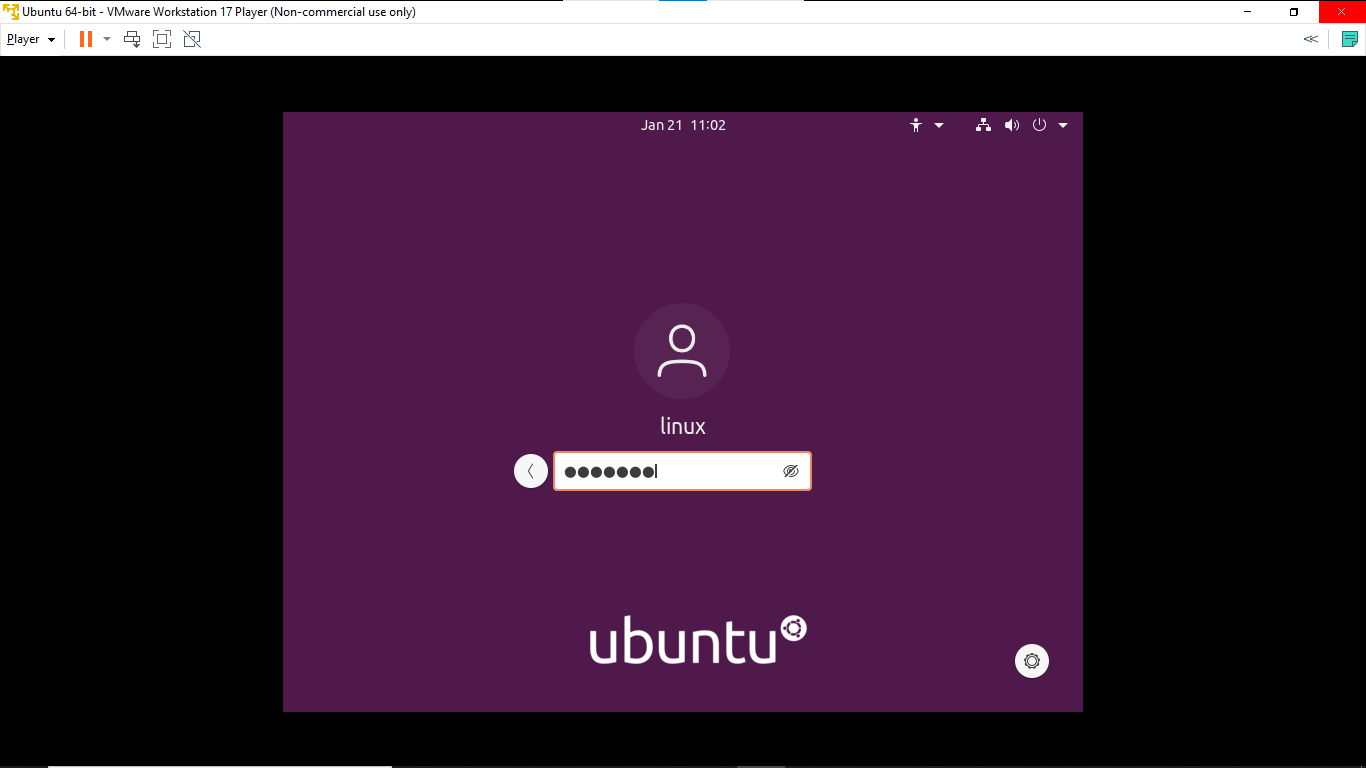 Ubuntu 64-bit - VMware Workstation 17 Player (Non-commercial use only)
Player
Jan 21 11:02
linux
ubuntu